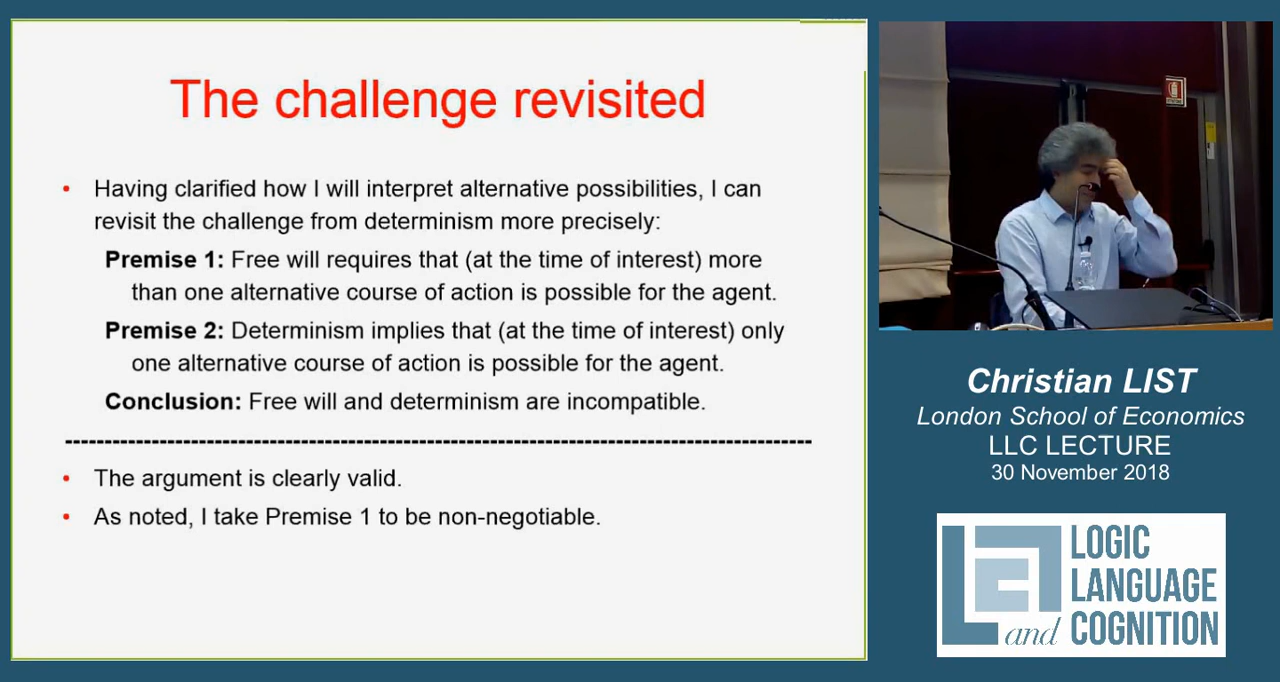 The challenge revisited
• Having clarified how I will interpret alternative possibilities, I can
revisit the challenge from determinism more precisely:
Premise 1: Free will requires that (at the time of interest) more
than one alternative course of action is possible for the agent.
Premise 2: Determinism implies that (at the time of interest) only
one alternative course of action is possible for the agent.
Conclusion: Free will and determinism are incompatible.
• The argument is clearly valid.
• As noted, I take Premise 1 to be non-negotiable.
Christian LIST
London School of Economics
LLC LECTURE
30 November 2018
LOGIC
LANGUAGE
and COGNITION